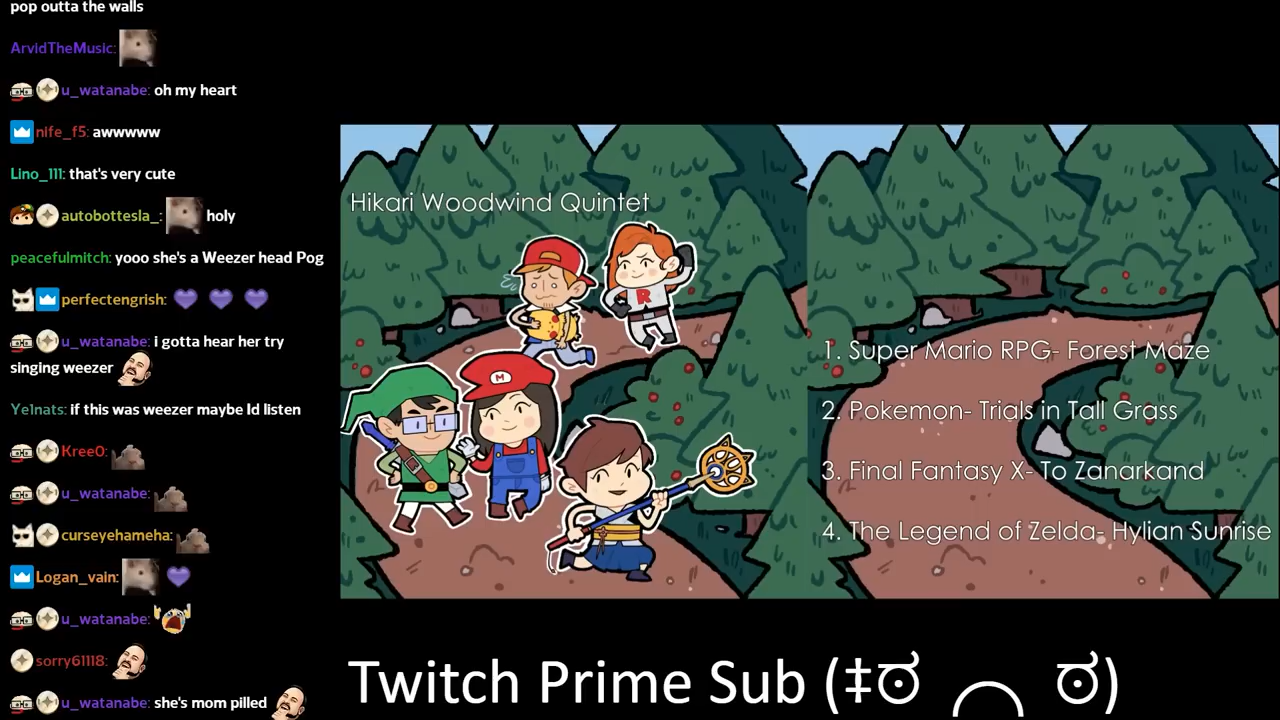 pop outta the walls
ArvidTheMusic:
u_watanabe: oh my heart
nife_f5: awwwww
Lino_111: that's very cute
autobottesla_: holy
peacefulmitch: yooo she's a Weezer head Pog
perfectengrish:
u_watanabe: i gotta hear her try
singing weezer
Ye1nats: if this was weezer maybe Id listen
Kree0:
u_watanabe:
curseyehameha:
Logan_vain:
u_watanabe:
sorry61118:
u_watanabe: she's mom pilled
Hikari Woodwind Quintet
R
M
1. Super Mario RPG- Forest Maze
2. Pokemon- Trials in Tall Grass
3. Final Fantasy X- To Zanarkand
4. The Legend of Zelda- Hylian Sunrise
Twitch Prime Sub (‡ಠ ╭╮ ಠ)